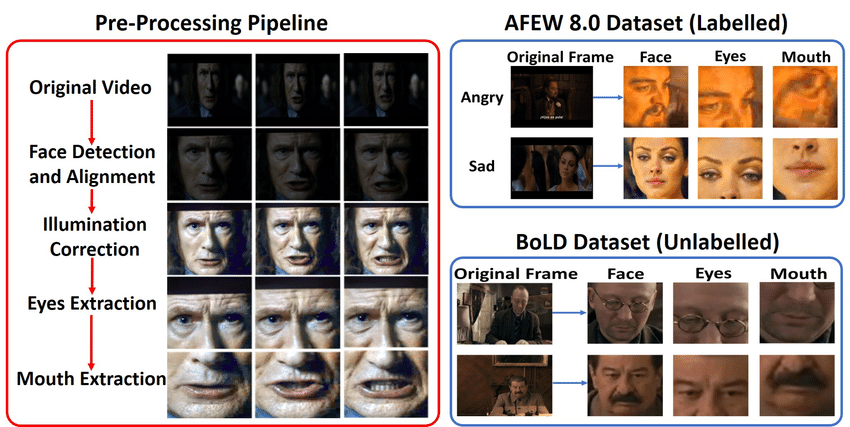 Pre-Processing Pipeline
Original Video
Face Detection
and Alignment
Illumination
Correction
Eyes Extraction
Mouth Extraction
AFEW 8.0 Dataset (Labelled)
Original Frame Face Eyes Mouth
Angry
Sad
BoLD Dataset (Unlabelled)
Original Frame Face Eyes Mouth